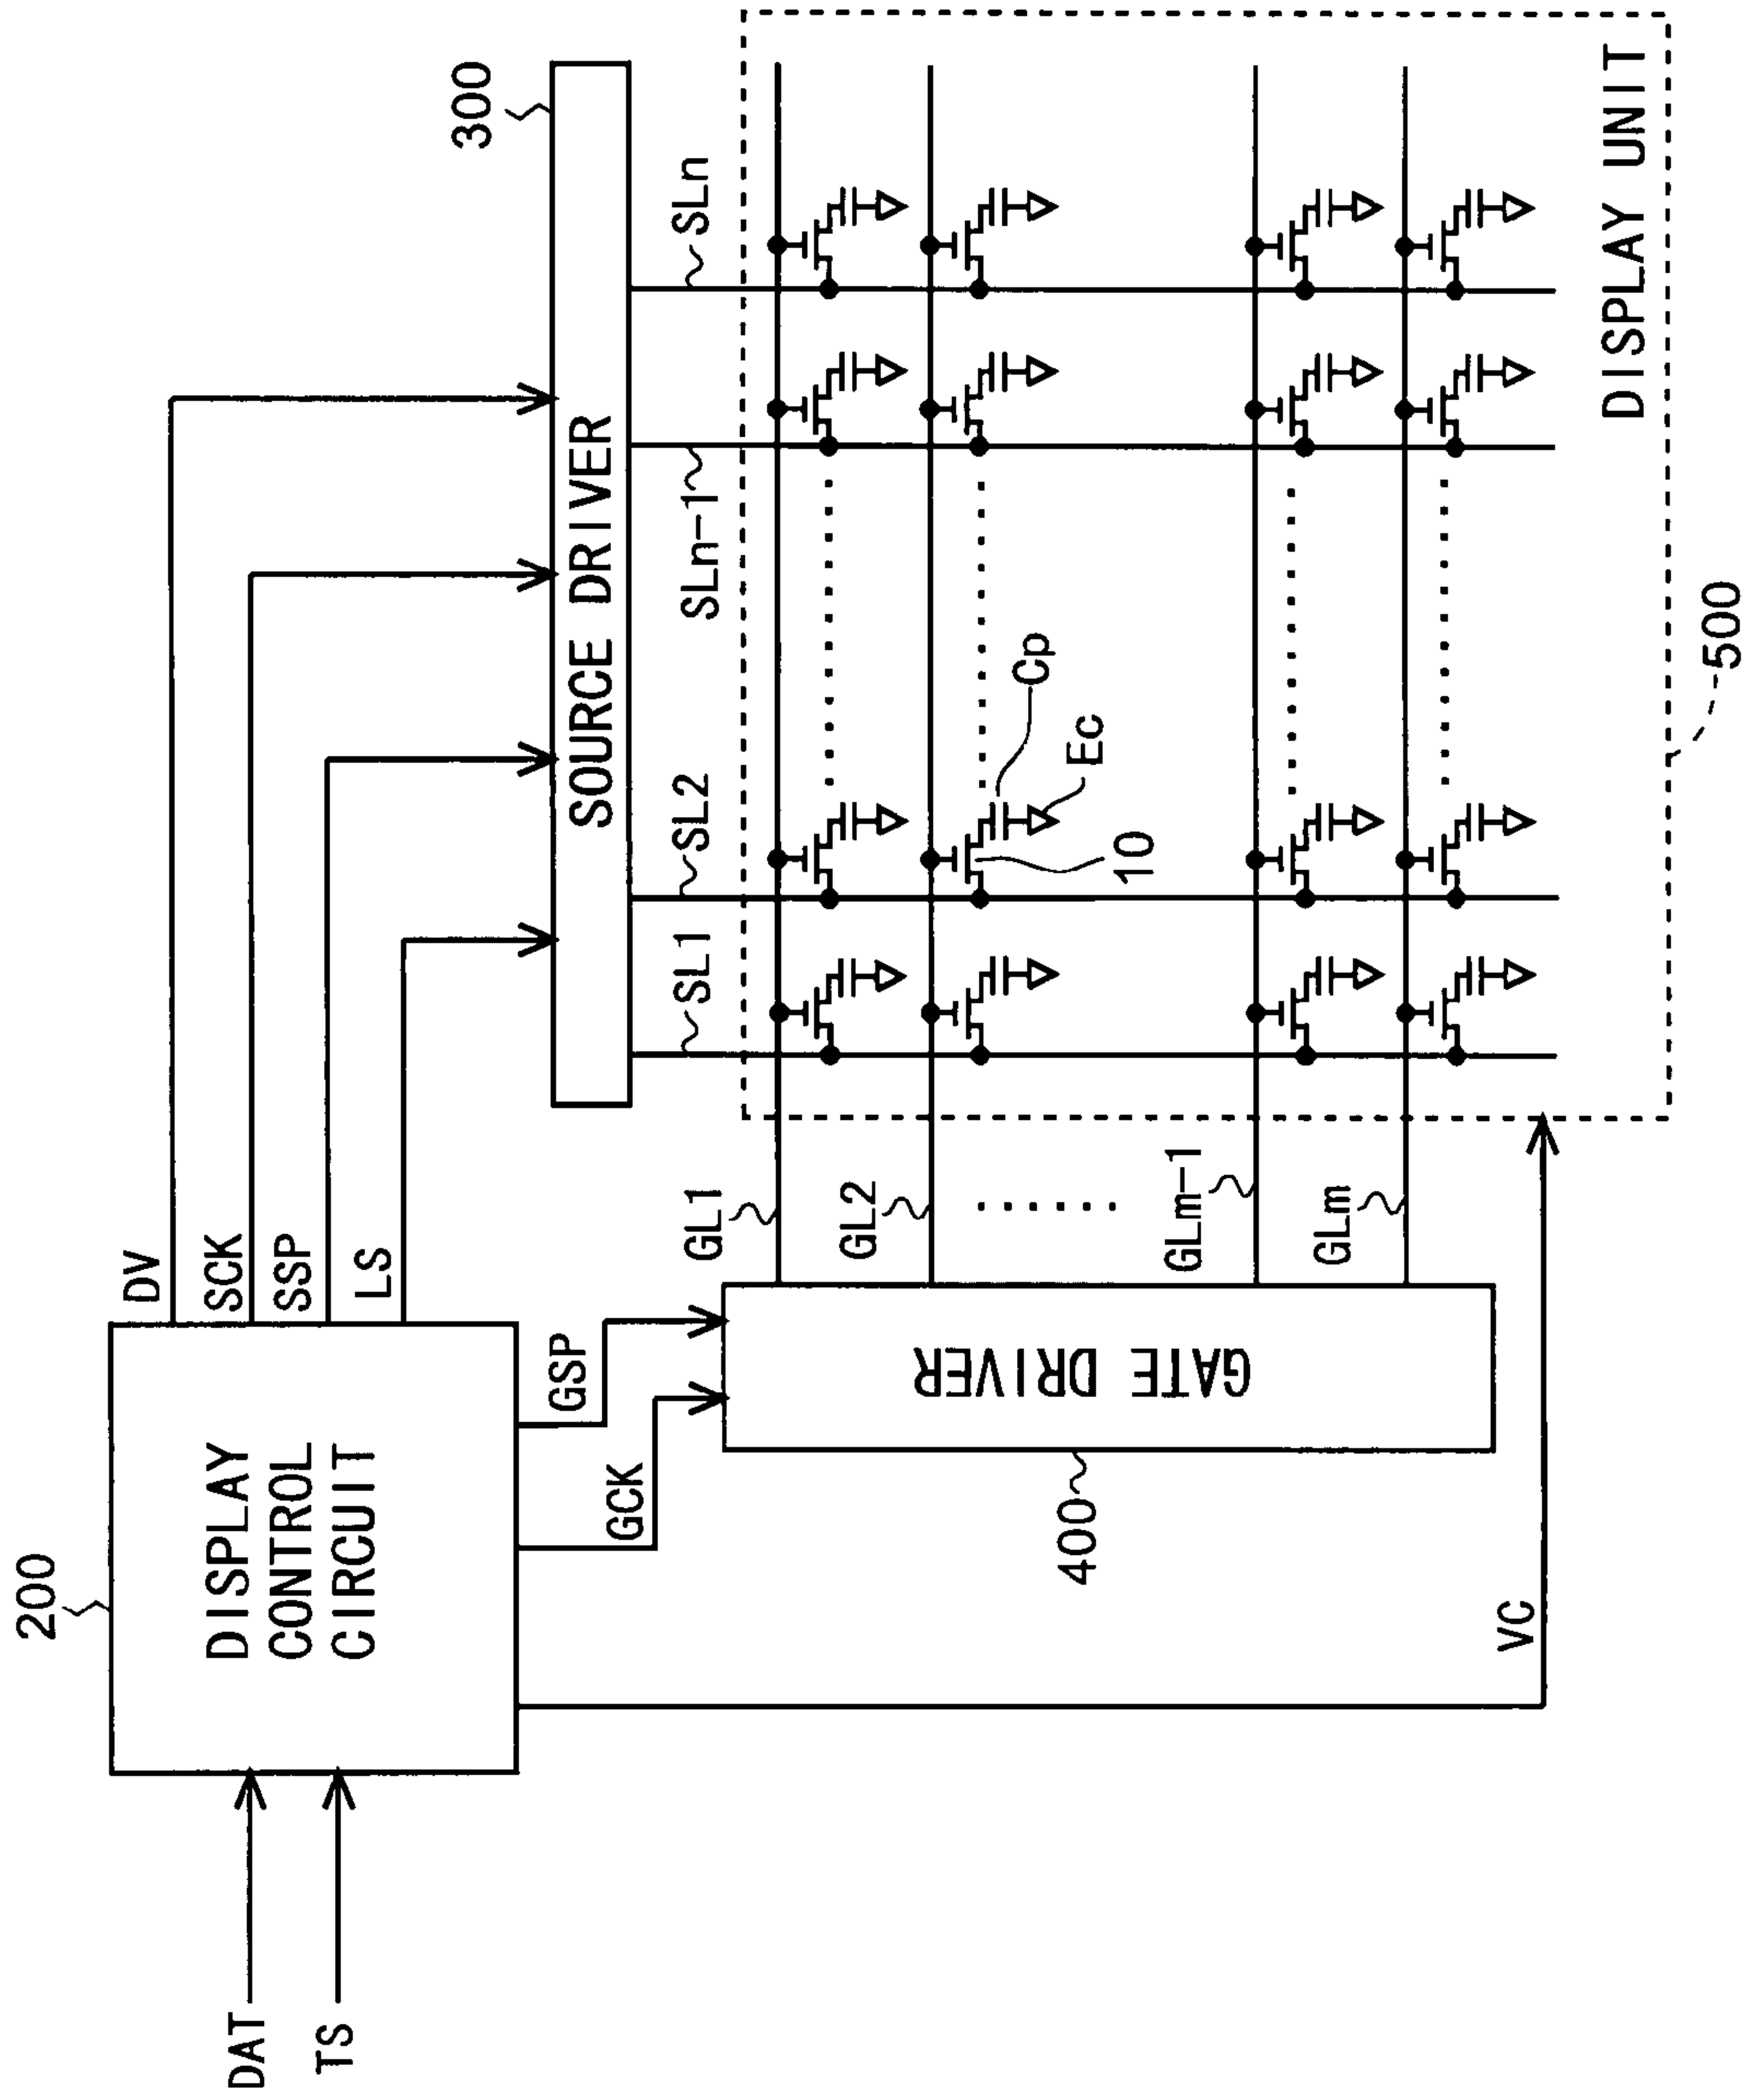 200
DISPLAY
CONTROL
CIRCUIT
DAT
TS
DV
SCK
SSP
LS
GSP
GCK
VC
300
SOURCE DRIVER
400
GATE DRIVER
GL1
GL2
GLm-1
GLm
SL1
SL2
SLn-1
SLn
10
Cp
Ec
DISPLAY UNIT
500